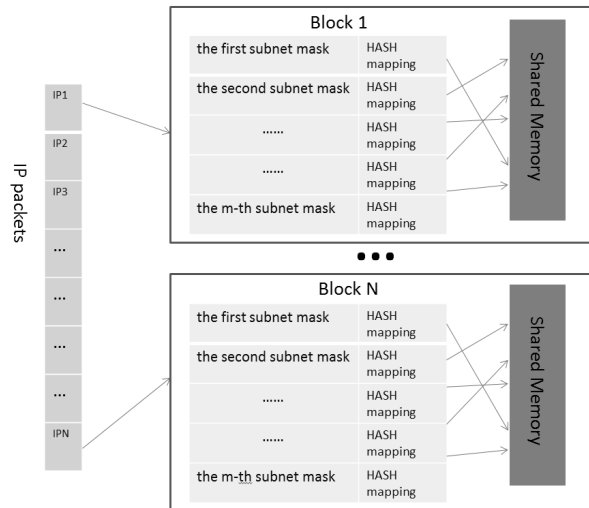 Block 1
the first subnet mask
HASH
mapping
the second subnet mask
HASH
mapping
......
HASH
mapping
......
HASH
mapping
the m-th subnet mask
HASH
mapping
Shared Memory
IP packets
IP1
IP2
IP3
...
...
...
...
IPN
...
Block N
the first subnet mask
HASH
mapping
the second subnet mask
HASH
mapping
......
HASH
mapping
......
HASH
mapping
the m-th subnet mask
HASH
mapping
Shared Memory